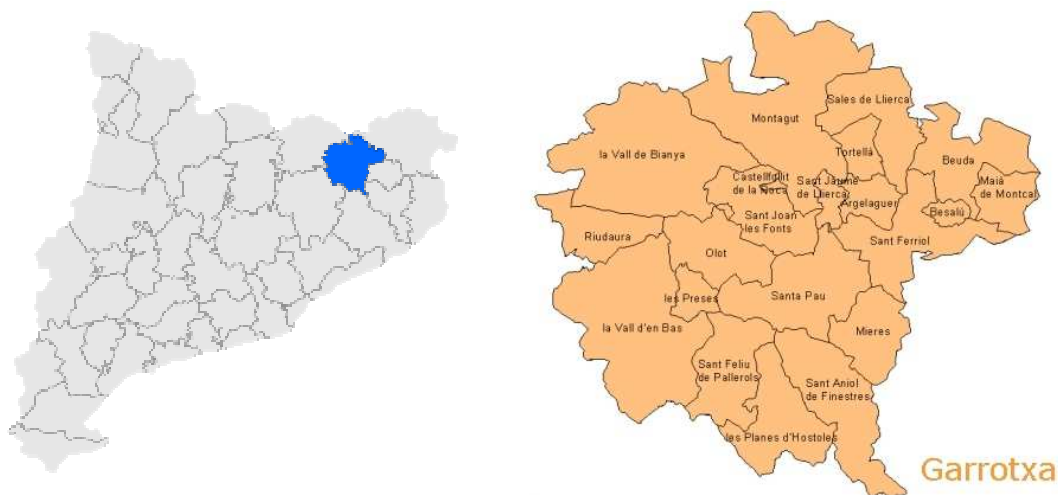 Montagut
Sales de Llierca
la Vall de Bianya
Tortellà
Beuda
Castellfollit
de la Roca
Sant Jaume
de Llierca
Maià
de Montcal
Argelaguer
Besalú
Sant Joan
les Fonts
Riudaura
Olot
Sant Ferriol
les Preses
Santa Pau
la Vall d'en Bas
Mieres
Sant Feliu
de Pallerols
Sant Aniol
de Finestres
les Planes d'Hostoles
Garrotxa